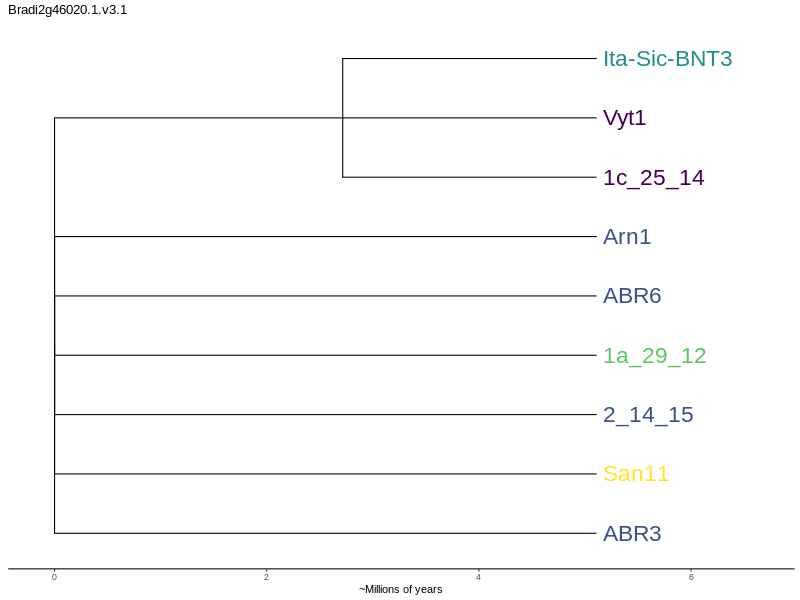 Bradi2g46020.1.v3.1
Ita-Sic-BNT3
Vyt1
1c_25_14
Arn1
ABR6
1a_29_12
2_14_15
San11
ABR3
0 2 4 6
~Millions of years